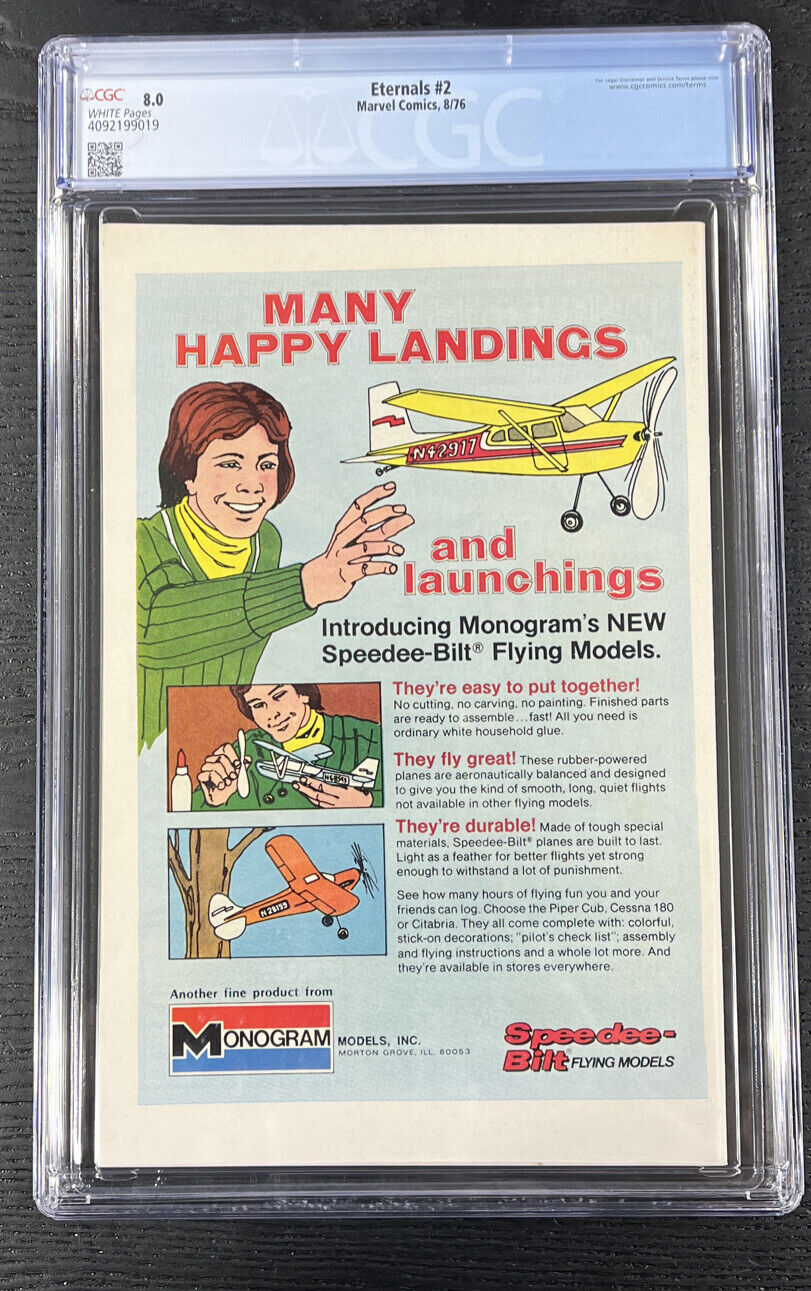 CGC 8.0
WHITE Pages
4092199019
Eternals #2
Marvel Comics, 8/76
For Legal Disclaimer and Service Terms please visit
www.cgccomics.com/terms
CGC
MANY
HAPPY LANDINGS
N42917
and
launchings
Introducing Monogram's NEW
Speedee-Bilt® Flying Models.
They're easy to put together!
No cutting, no carving, no painting. Finished parts
are ready to assemble...fast! All you need is
ordinary white household glue.
They fly great! These rubber-powered
planes are aeronautically balanced and designed
to give you the kind of smooth, long, quiet flights
not available in other flying models.
They're durable! Made of tough special
materials, Speedee-Bilt® planes are built to last.
Light as a feather for better flights yet strong
enough to withstand a lot of punishment.
N28199
See how many hours of flying fun you and your
friends can log. Choose the Piper Cub, Cessna 180
or Citabria. They all come complete with: colorful,
stick-on decorations; "pilot's check list"; assembly
and flying instructions and a whole lot more. And
they're available in stores everywhere.
Another fine product from
MONOGRAM MODELS, INC.
MORTON GROVE, ILL. 60053
Speedee-
Bilt® FLYING MODELS